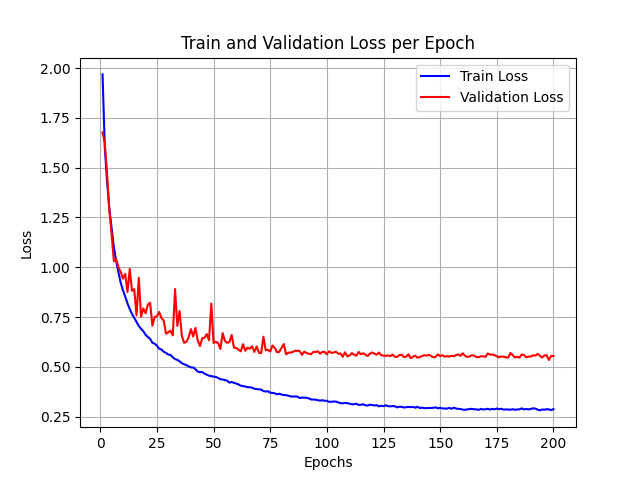 Train and Validation Loss per Epoch
2.00
1.75
1.50
1.25
1.00
0.75
0.50
0.25
Loss
Train Loss
Validation Loss
0 25 50 75 100 125 150 175 200
Epochs